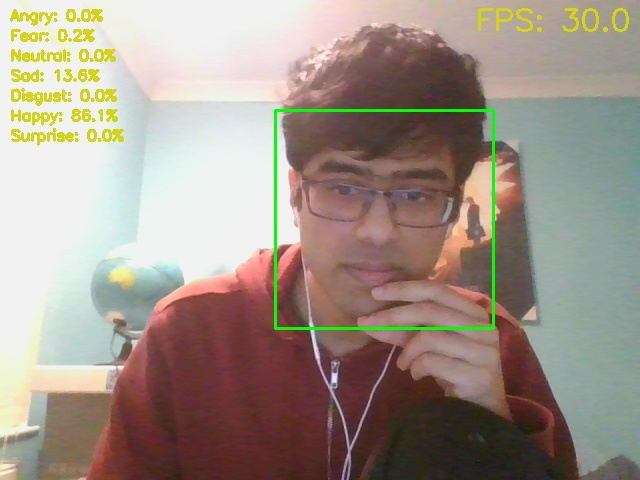 Angry: 0.0%
FPS: 30.0
Fear: 0.2%
Neutral: 0.0%
Sad: 13.6%
Disgust: 0.0%
Happy: 86.1%
Surprise: 0.0%